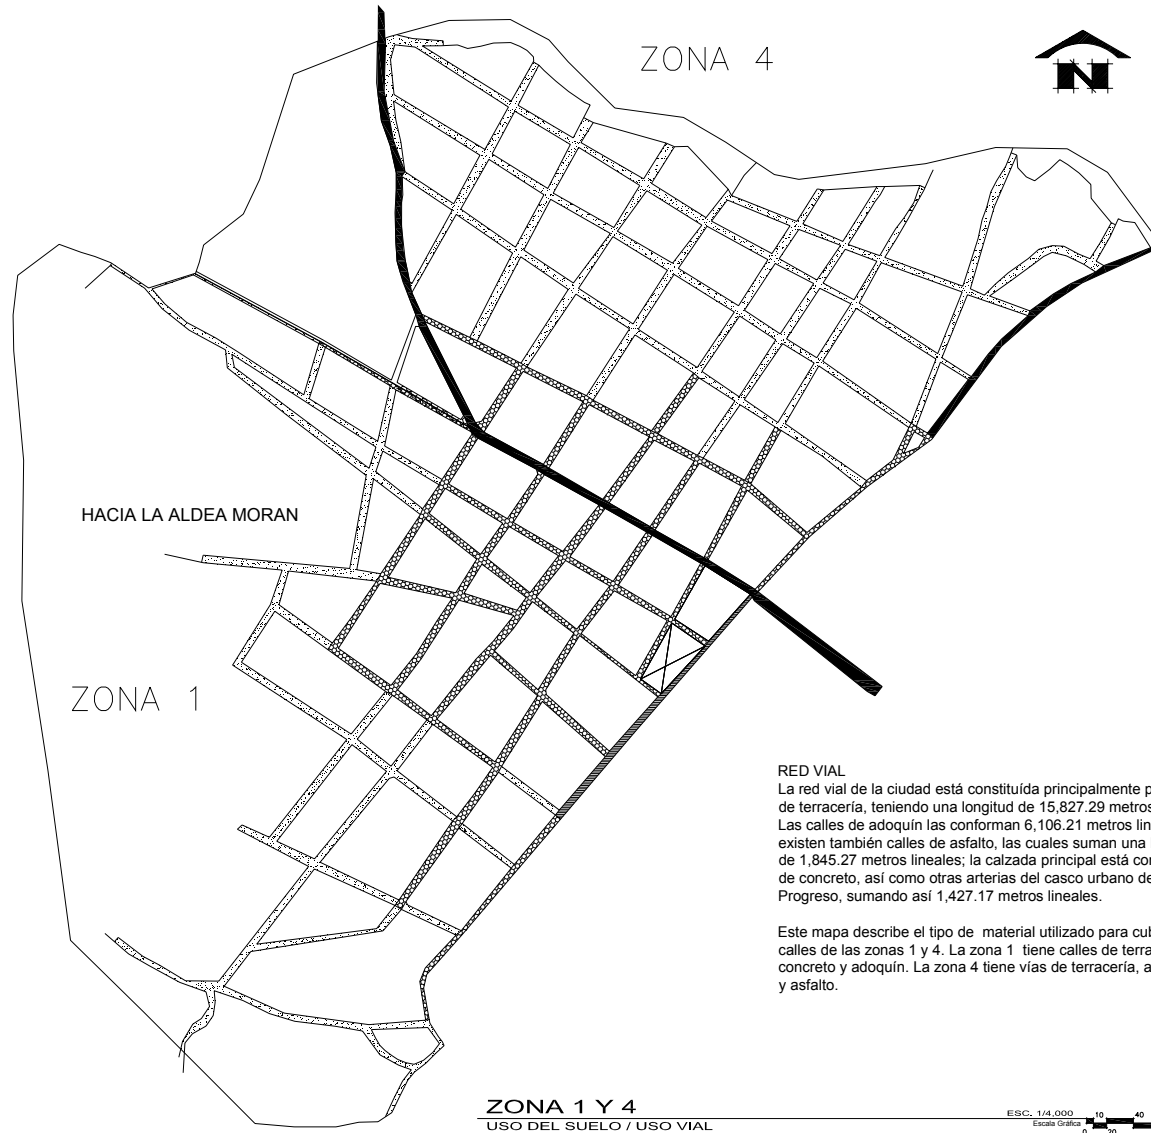 ZONA 4
N
HACIA LA ALDEA MORAN
ZONA 1
RED VIAL
La red vial de la ciudad está constituída principalmente
de terracería, teniendo una longitud de 15,827.29 metros
Las calles de adoquín las conforman 6,106.21 metros
existen también calles de asfalto, las cuales suman una
de 1,845.27 metros lineales; la calzada principal está
de concreto, así como otras arterias del casco urbano de
Progreso, sumando así 1,427.17 metros lineales.
Este mapa describe el tipo de material utilizado para
calles de las zonas 1 y 4. La zona 1 tiene calles de
concreto y adoquín. La zona 4 tiene vías de terracería,
y asfalto.
ZONA 1 Y 4
USO DEL SUELO / USO VIAL
ESC. 1/4,000
Escala Gráfica
10 40
0 20